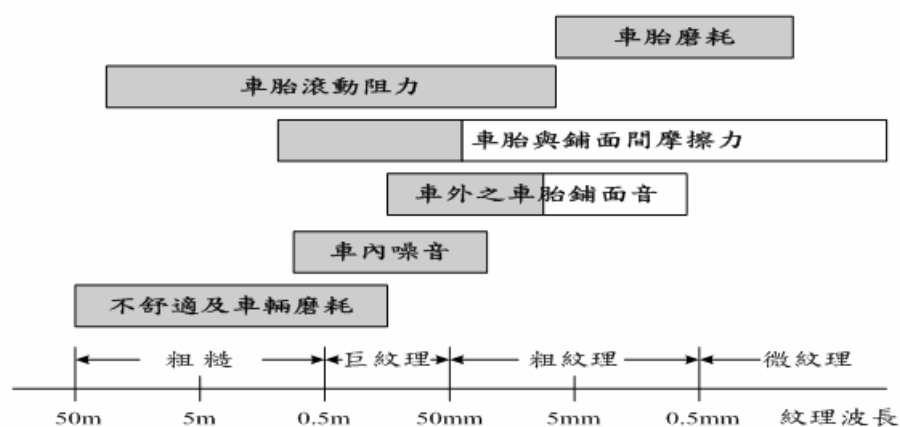 車胎磨耗
車胎滾動阻力
車胎與鋪面間摩擦力
車外之車胎鋪面音
車內噪音
不舒適及車輛磨耗
粗糙 巨紋理 粗紋理 微紋理
50m 5m 0.5m 50mm 5mm 0.5mm 紋理波長